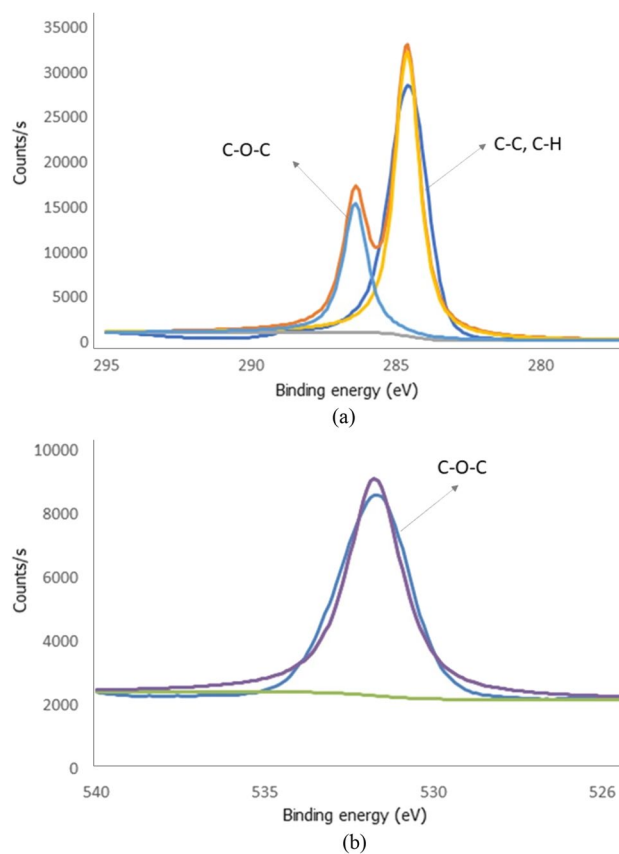 35000
30000
25000
20000
15000
10000
5000
0
Counts/s
C-O-C
C-C, C-H
295
290
285
280
Binding energy (eV)
(a)
10000
8000
6000
4000
2000
0
Counts/s
C-O-C
540
535
530
526
Binding energy (eV)
(b)